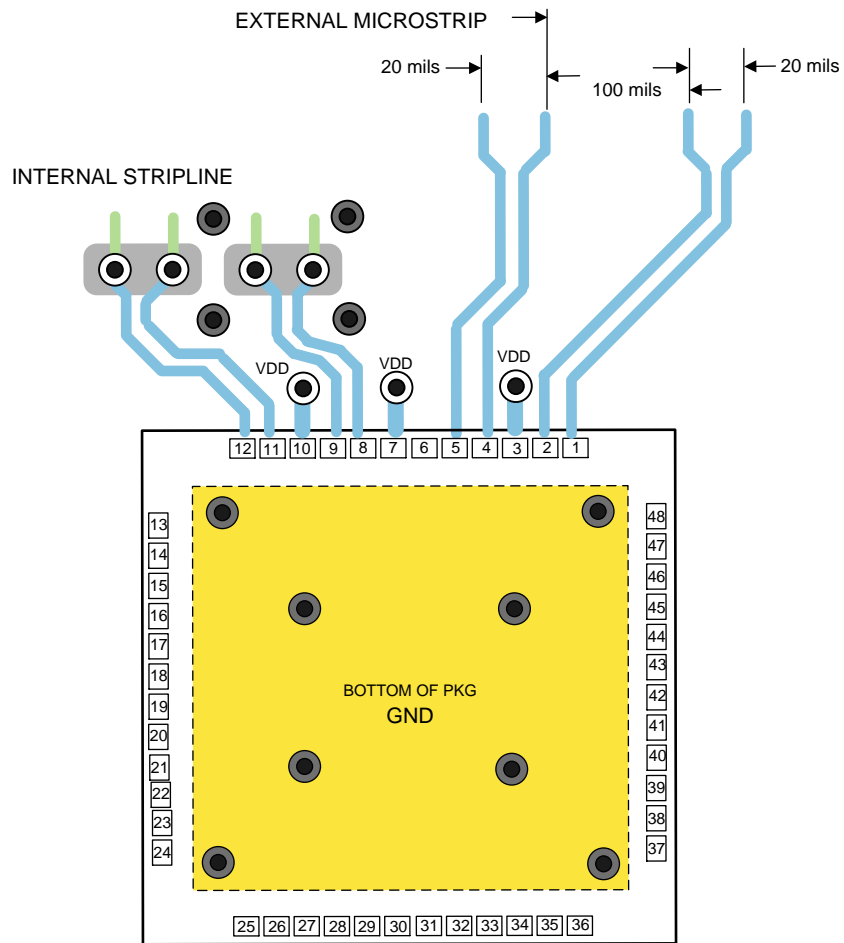 EXTERNAL MICROSTRIP
20 mils
20 mils
100 mils
INTERNAL STRIPLINE
VDD
VDD
VDD
12 11 10 9 8 7 6 5 4 3 2 1
13
14
15
16
17
18
19
20
21
22
23
24
48
47
46
45
44
43
42
41
40
39
38
37
BOTTOM OF PKG
GND
25 26 27 28 29 30 31 32 33 34 35 36